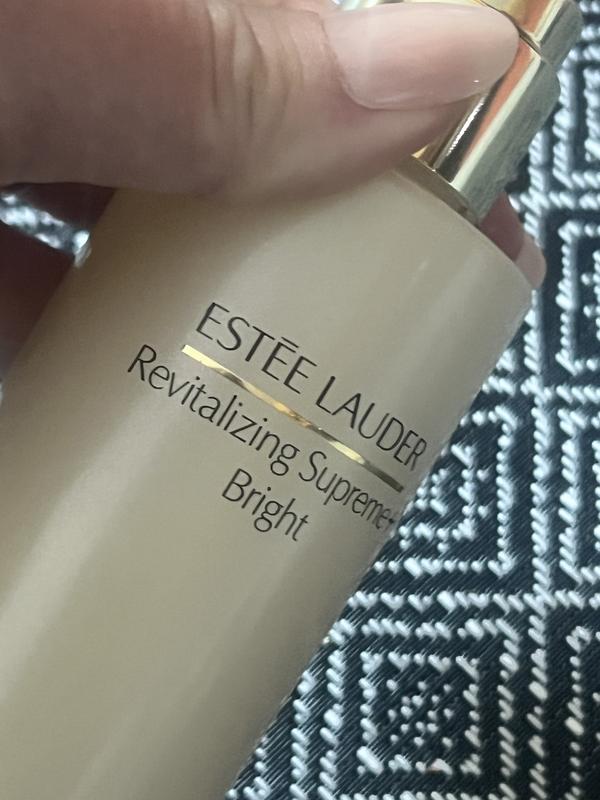 ESTĒE LAUDER
Revitalizing Supreme+
Bright